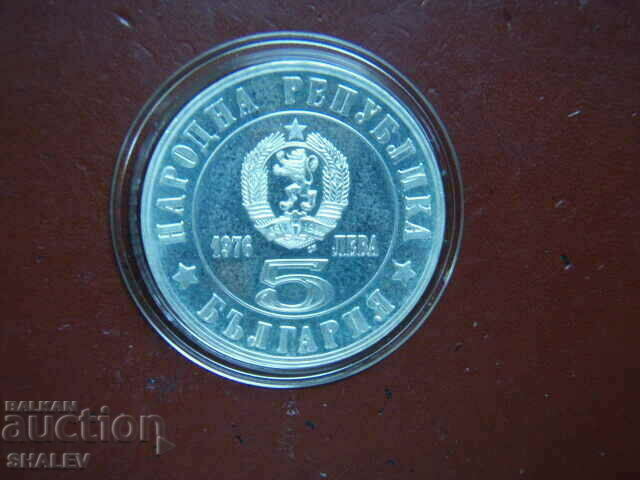 НАРОДНА РЕПУБЛИКА
1976 ЛЕВА
5
БЪЛГАРИЯ
BALKAN
auction
SHALEV